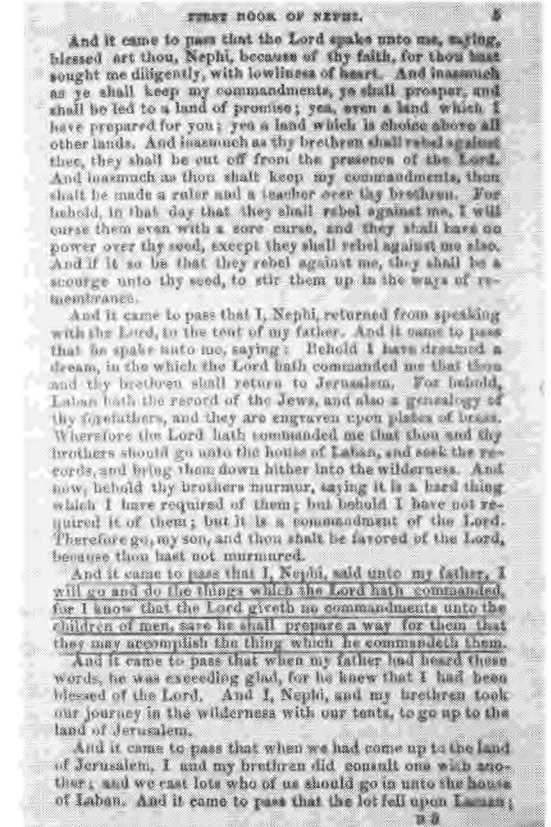 FIRST BOOK OF NEPHI. 5
And it came to pass that the Lord spake unto me, saying,
blessed art thou, Nephi, because of thy faith, for thou hast
sought me diligently, with lowliness of heart. And inasmuch
as ye shall keep my commandments, ye shall prosper, and
shall be led to a land of promise; yea, even a land which I
have prepared for you; yea a land which is choice above all
other lands. And inasmuch as thy brethren shall rebel against
thee, they shall be cut off from the presence of the Lord.
And inasmuch as thou shalt keep my commandments, thou
shalt be made a ruler and a teacher over thy brethren. For
behold, in that day that they shall rebel against me, I will
curse them even with a sore curse, and they shall have no
power over thy seed, except they shall rebel against me also.
And if it so be that they rebel against me, they shall be a
scourge unto thy seed, to stir them up in the ways of re-
membrance.
And it came to pass that I, Nephi, returned from speaking
with the Lord, to the tent of my father. And it came to pass
that he spake unto me, saying: Behold I have dreamed a
dream, in the which the Lord hath commanded me that thou
and thy brethren shall return to Jerusalem. For behold,
Laban hath the record of the Jews, and also a genealogy of
thy forefathers, and they are engraven upon plates of brass.
Wherefore the Lord hath commanded me that thou and thy
brothers should go unto the house of Laban, and seek the re-
cords, and bring them down hither into the wilderness. And
now, behold thy brothers murmur, saying it is a hard thing
which I have required of them; but behold I have not re-
quired it of them; but it is a commandment of the Lord.
Therefore go, my son, and thou shalt be favored of the Lord,
because thou hast not murmured.
And it came to pass that I, Nephi, said unto my father, I
will go and do the things which the Lord hath commanded,
for I know that the Lord giveth no commandments unto the
children of men, save he shall prepare a way for them that
they may accomplish the thing which he commandeth them.
And it came to pass that when my father had heard these
words, he was exceeding glad, for he knew that I had been
blessed of the Lord. And I, Nephi, and my brethren took
our journey in the wilderness with our tents, to go up to the
land of Jerusalem.
And it came to pass that when we had come up to the land
of Jerusalem, I and my brethren did consult one with ano-
ther; and we cast lots who of us should go in unto the house
of Laban. And it came to pass that the lot fell upon Laman;